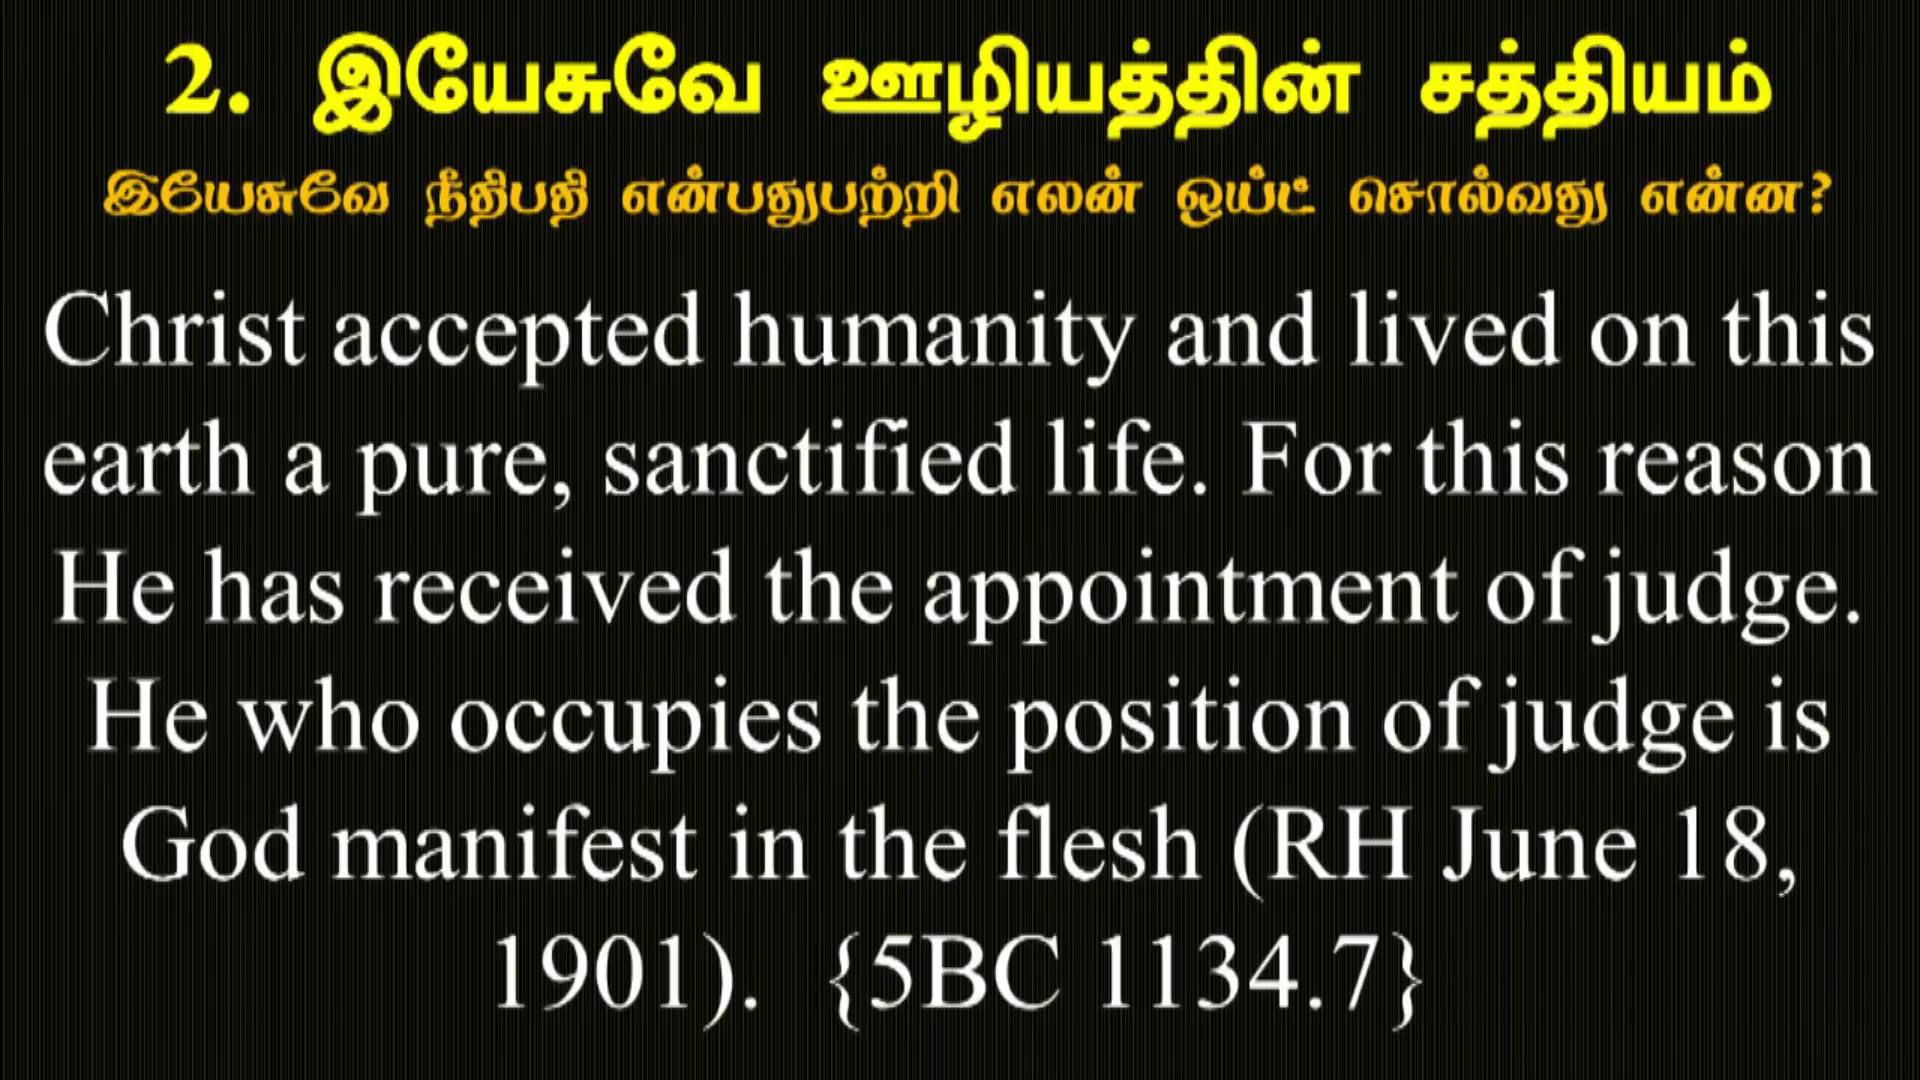 2. இயேசுவே ஊழியத்தின் சத்தியம்
இயேசுவே நீதிபதி என்பதுபற்றி எலன் ஒய்ட் சொல்வது என்ன?
Christ accepted humanity and lived on this
earth a pure, sanctified life. For this reason
He has received the appointment of judge.
He who occupies the position of judge is
God manifest in the flesh (RH June 18,
1901). {5BC 1134.7}